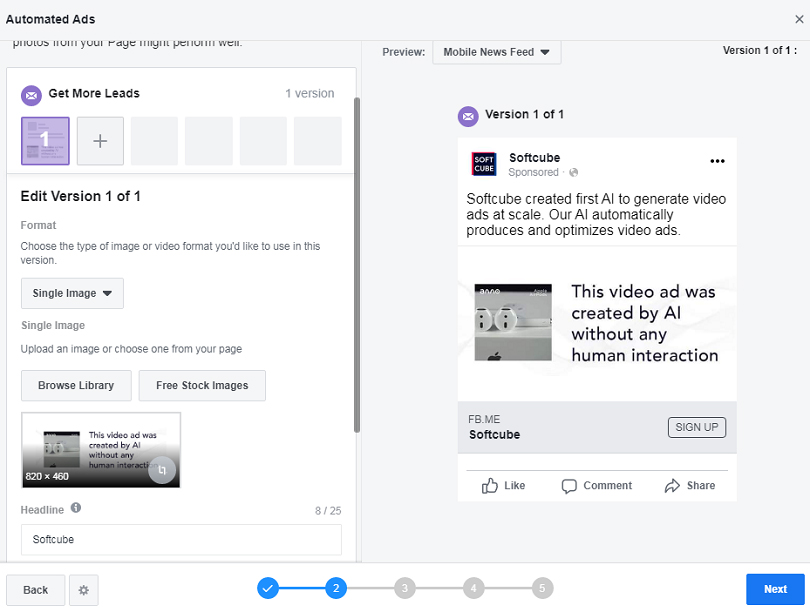 Automated Ads
photos from your Page might perform well.
Preview:
Mobile News Feed
Version 1 of 1 :
Get More Leads
1 version
1
Edit Version 1 of 1
Format
Choose the type of image or video format you'd like to use in this
version.
Single Image
Single Image
Upload an image or choose one from your page
Browse Library
Free Stock Images
This video ad was
created by AI
without any
human interaction
820 × 460
Headline
8 / 25
Softcube
Version 1 of 1
SOFT
CUBE
Softcube
Sponsored ·
Softcube created first AI to generate video
ads at scale. Our AI automatically
produces and optimizes video ads.
anno
Apple
AirPods
This video ad was
created by AI
without any
human interaction
FB.ME
Softcube
SIGN UP
Like
Comment
Share
Back
2
3
4
5
Next